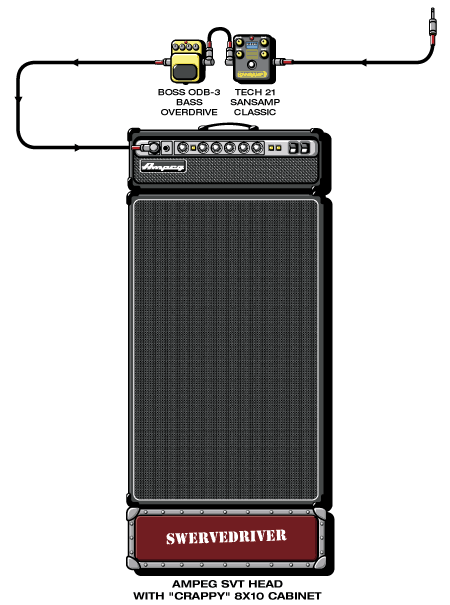 BOSS ODB-3
BASS
OVERDRIVE
TECH 21
SANSAMP
CLASSIC
Ampeg
SWERVEDRIVER
AMPEG SVT HEAD
WITH "CRAPPY" 8X10 CABINET